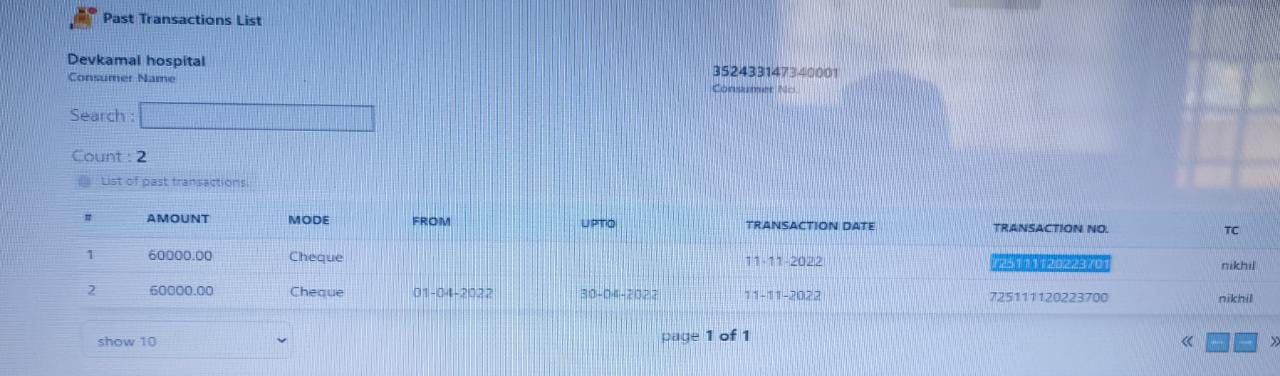 Past Transactions List
Devkamal hospital
Consumer Name
352433147340001
Consumer No.
Search :
Count : 2
List of past transactions.
# AMOUNT MODE FROM UPTO TRANSACTION DATE TRANSACTION NO. TC
1 60000.00 Cheque 11-11-2022 725111120223701 nikhil
2 60000.00 Cheque 01-04-2022 30-04-2022 11-11-2022 725111120223700 nikhil
show 10
page 1 of 1
« »